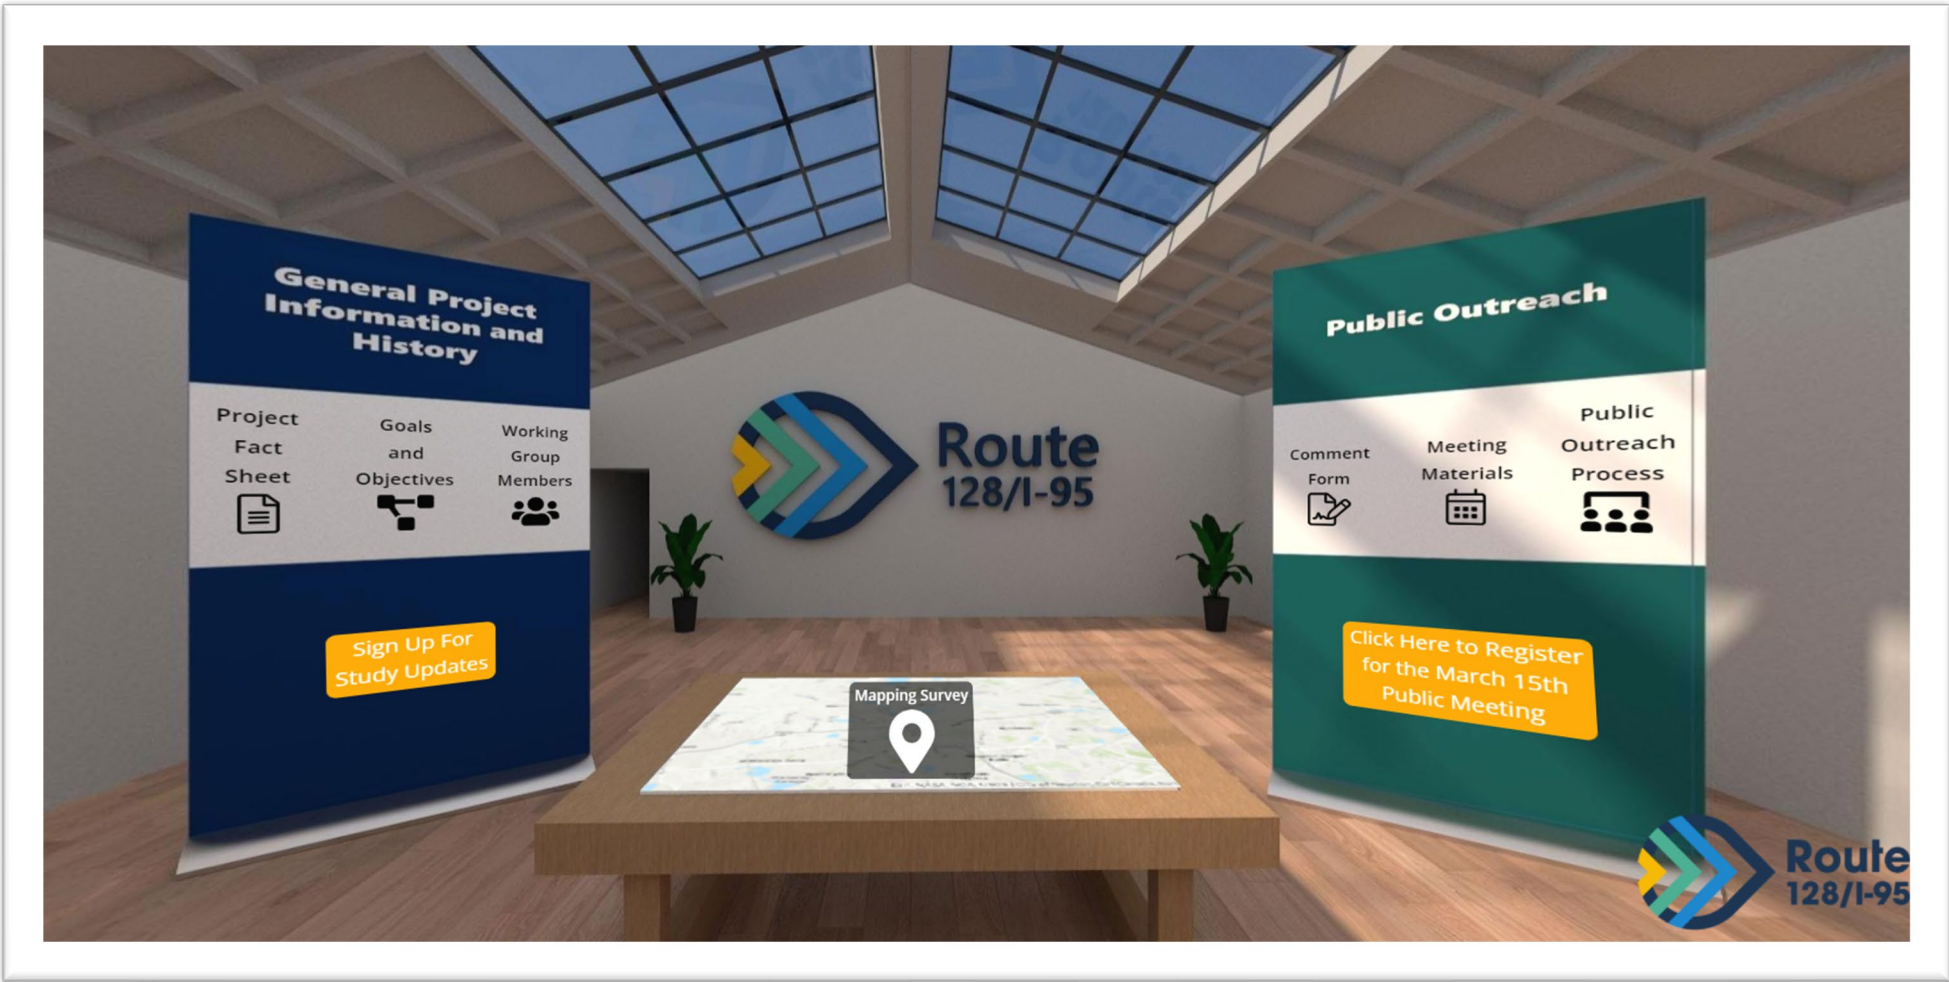 General Project
Information and
History
Project
Fact
Sheet
Goals
and
Objectives
Working
Group
Members
Sign Up For
Study Updates
Route
128/I-95
Mapping Survey
Public Outreach
Comment
Form
Meeting
Materials
Public
Outreach
Process
Click Here to Register
for the March 15th
Public Meeting
Route
128/I-95